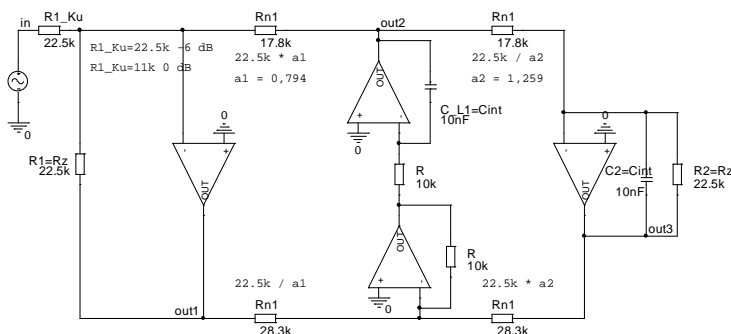 in
R1_Ku
22.5k
R1_Ku=22.5k -6 dB
R1_Ku=11k 0 dB
Rn1
17.8k
22.5k * a1
a1 = 0,794
out2
Rn1
17.8k
22.5k / a2
a2 = 1,259
OUT
- +
0
C_L1=Cint
10nF
0
R1=Rz
22.5k
0
- +
OUT
R
10k
0
- +
OUT
C2=Cint
10nF
R2=Rz
22.5k
out3
OUT
R
10k
+ -
0
out1
22.5k / a1
Rn1
28.3k
22.5k * a2
Rn1
28.3k